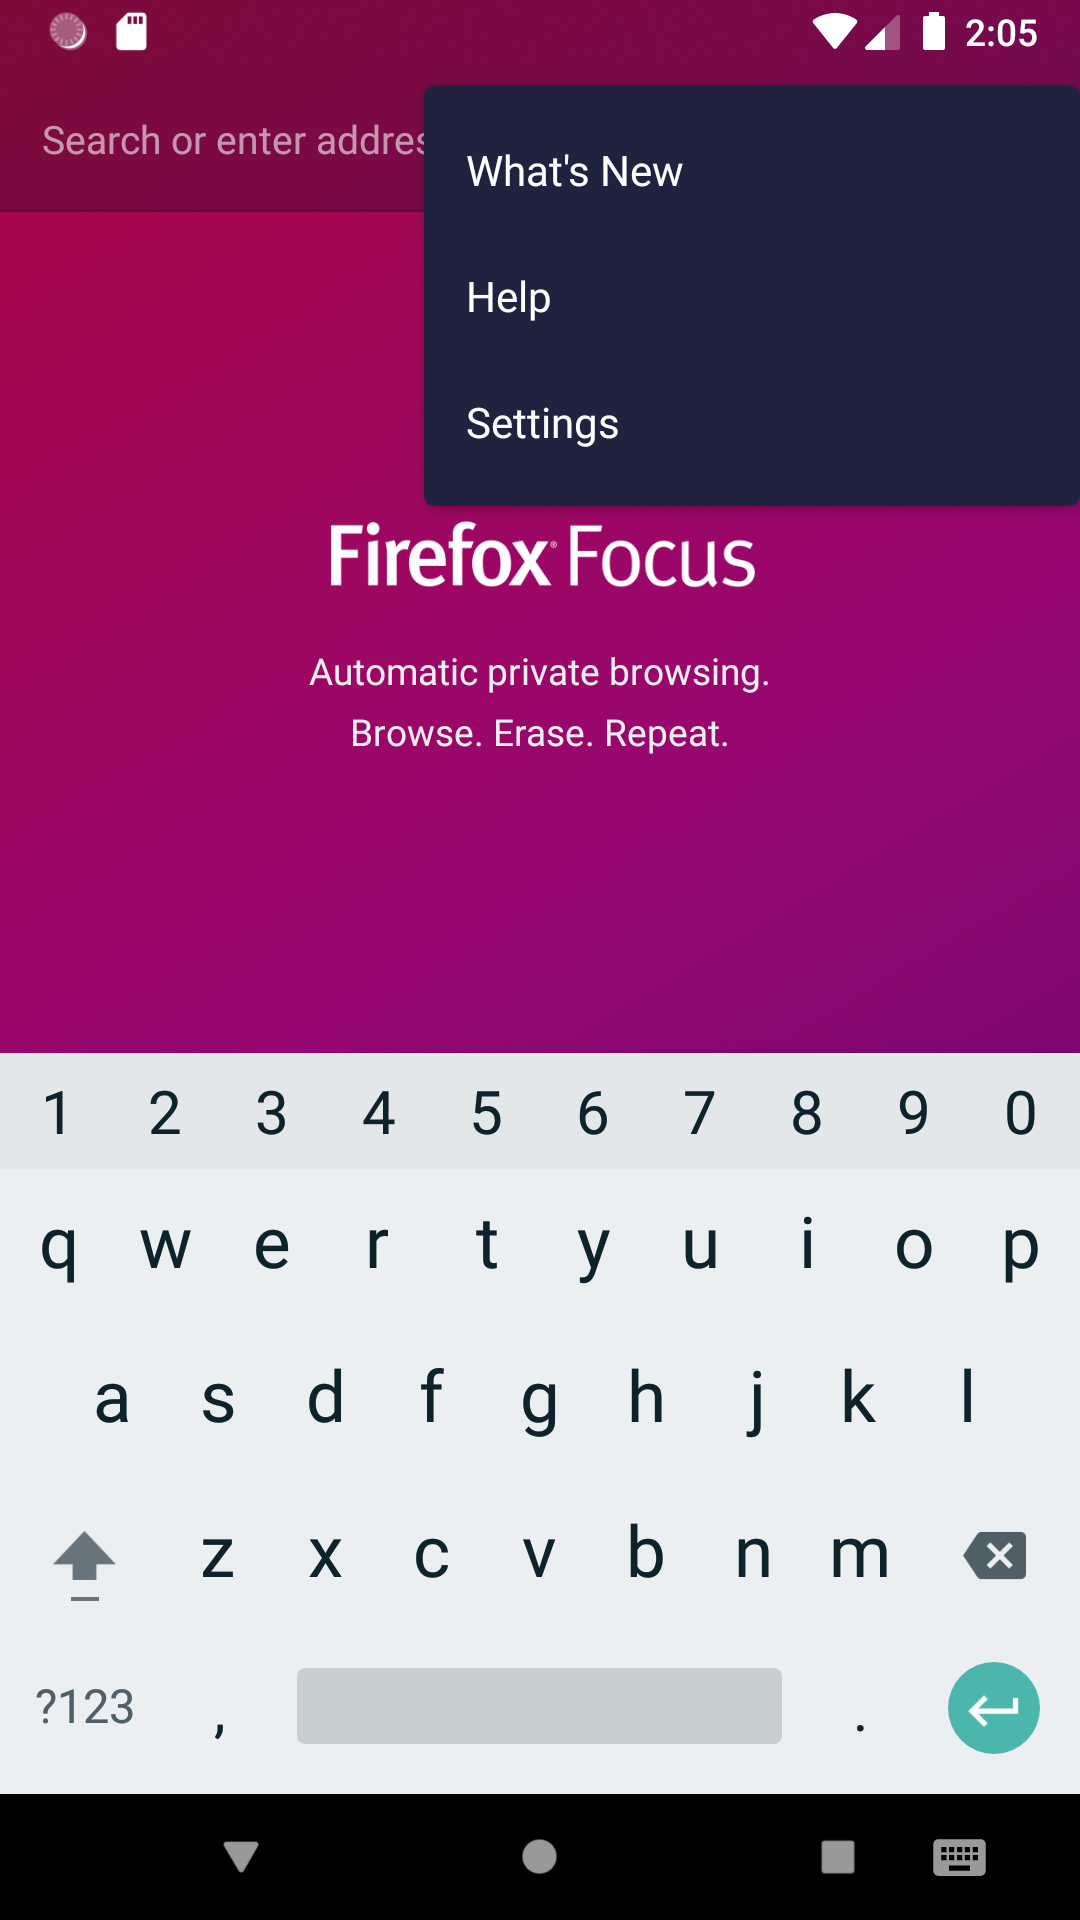 2:05
Search or enter addres
What's New
Help
Settings
Firefox Focus
Automatic private browsing.
Browse. Erase. Repeat.
1 2 3 4 5 6 7 8 9 0
q w e r t y u i o p
a s d f g h j k l
z x c v b n m
?123 , .